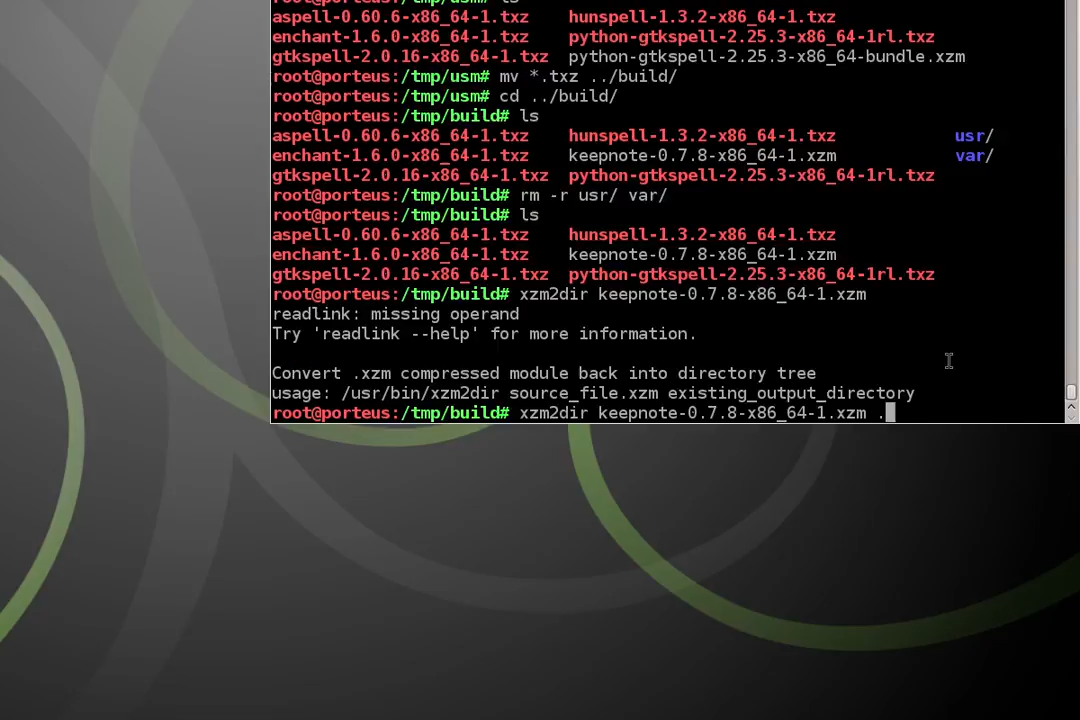 root@porteus:/tmp/usm# ls
aspell-0.60.6-x86_64-1.txz hunspell-1.3.2-x86_64-1.txz
enchant-1.6.0-x86_64-1.txz python-gtkspell-2.25.3-x86_64-1rl.txz
gtkspell-2.0.16-x86_64-1.txz python-gtkspell-2.25.3-x86_64-bundle.xzm
root@porteus:/tmp/usm# mv *.txz ../build/
root@porteus:/tmp/usm# cd ../build/
root@porteus:/tmp/build# ls
aspell-0.60.6-x86_64-1.txz hunspell-1.3.2-x86_64-1.txz usr/
enchant-1.6.0-x86_64-1.txz keepnote-0.7.8-x86_64-1.xzm var/
gtkspell-2.0.16-x86_64-1.txz python-gtkspell-2.25.3-x86_64-1rl.txz
root@porteus:/tmp/build# rm -r usr/ var/
root@porteus:/tmp/build# ls
aspell-0.60.6-x86_64-1.txz hunspell-1.3.2-x86_64-1.txz
enchant-1.6.0-x86_64-1.txz keepnote-0.7.8-x86_64-1.xzm
gtkspell-2.0.16-x86_64-1.txz python-gtkspell-2.25.3-x86_64-1rl.txz
root@porteus:/tmp/build# xzm2dir keepnote-0.7.8-x86_64-1.xzm
readlink: missing operand
Try 'readlink --help' for more information.
Convert .xzm compressed module back into directory tree
usage: /usr/bin/xzm2dir source_file.xzm existing_output_directory
root@porteus:/tmp/build# xzm2dir keepnote-0.7.8-x86_64-1.xzm .